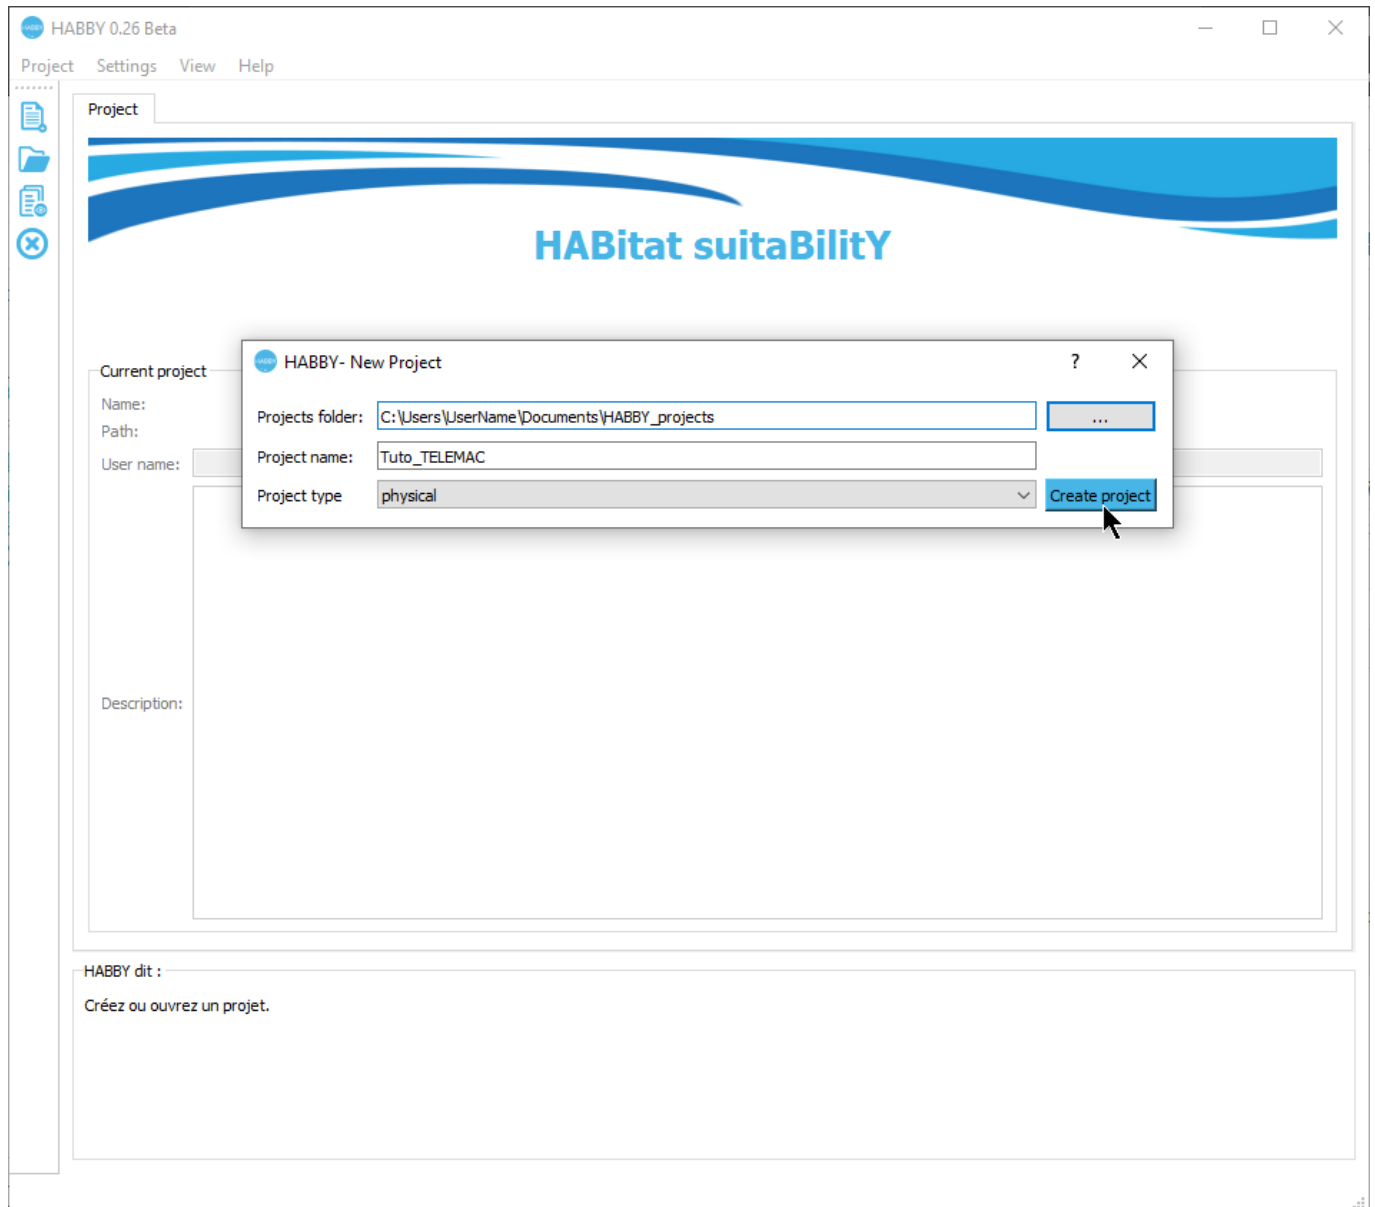 HABBY 0.26 Beta
Project Settings View Help
Project
HABitat suitaBilitY
HABBY- New Project ?
Projects folder: C:\Users\UserName\Documents\HABBY_projects ...
Project name: Tuto_TELEMAC
Project type physical Create project
Current project
Name:
Path:
User name:
Description:
HABBY dit :
Créez ou ouvrez un projet.